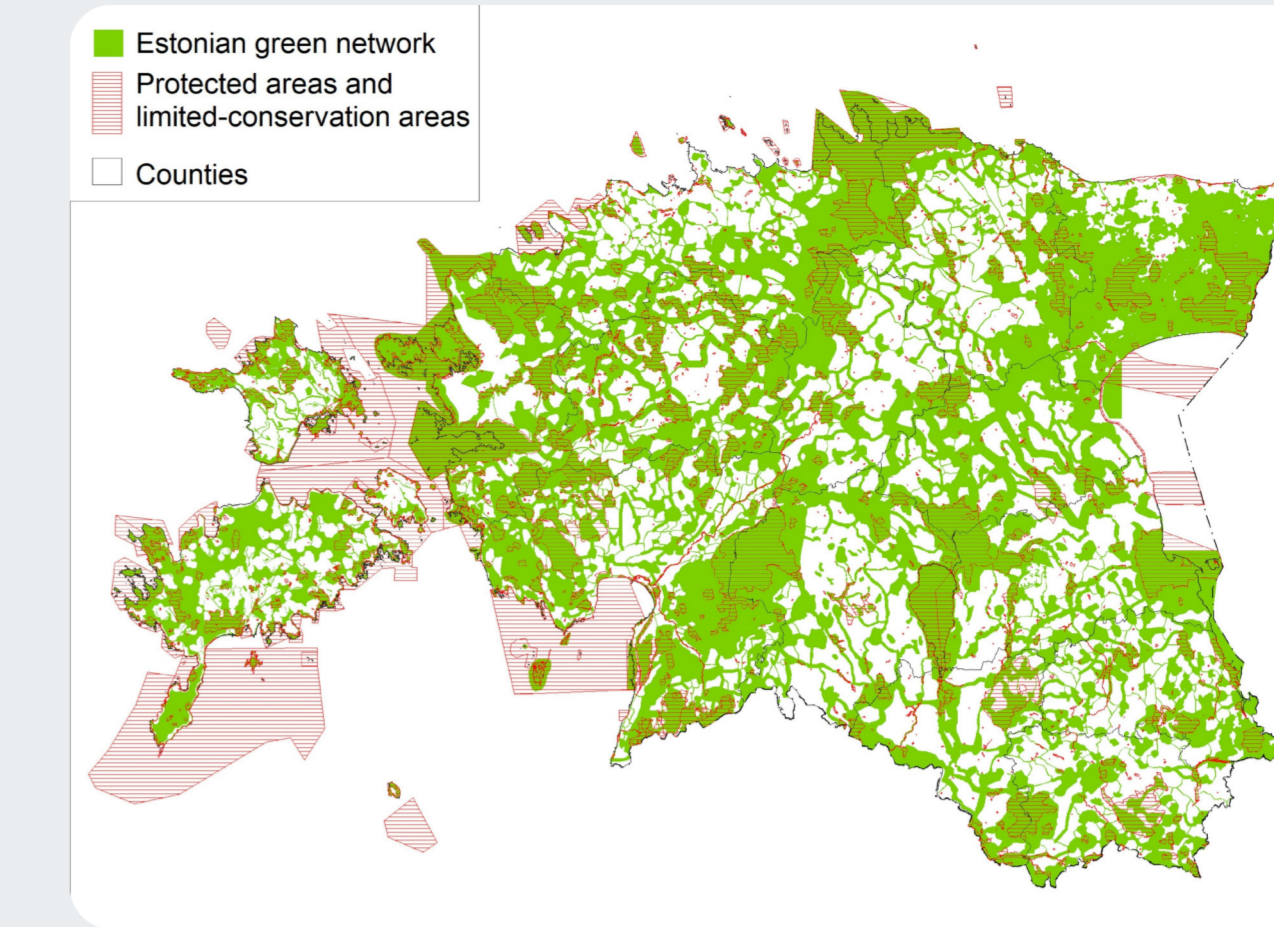 Estonian green network
Protected areas and
limited-conservation areas
Counties